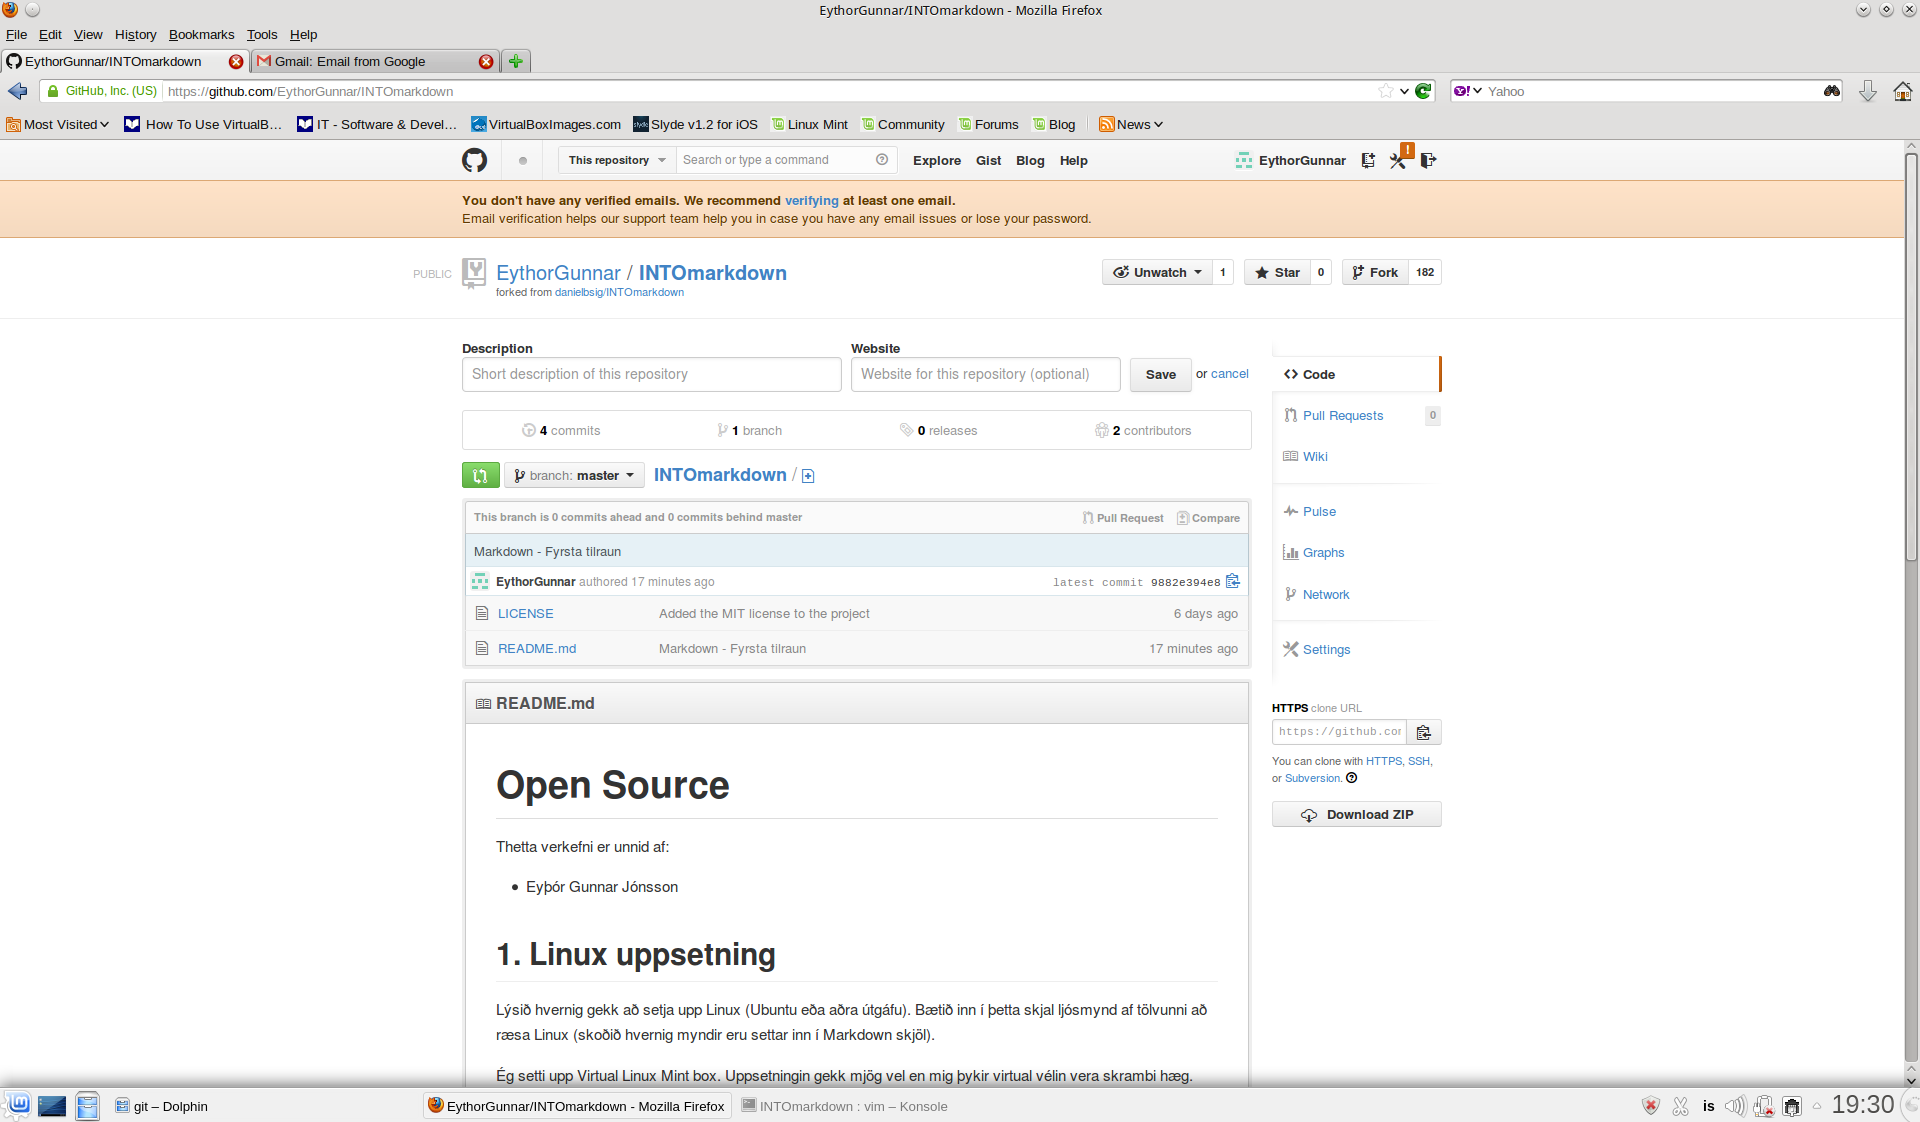 EythorGunnar/INTOmarkdown - Mozilla Firefox
File Edit View History Bookmarks Tools Help
EythorGunnar/INTOmarkdown Gmail: Email from Google
GitHub, Inc. (US) https://github.com/EythorGunnar/INTOmarkdown Yahoo
Most Visited How To Use VirtualB... IT - Software & Devel... VirtualBoxImages.com Slyde v1.2 for iOS Linux Mint Community Forums Blog News
This repository Search or type a command Explore Gist Blog Help EythorGunnar
You don't have any verified emails. We recommend verifying at least one email.
Email verification helps our support team help you in case you have any email issues or lose your password.
PUBLIC EythorGunnar / INTOmarkdown Unwatch 1 Star 0 Fork 182
forked from danielbsig/INTOmarkdown
Description Website
Short description of this repository Website for this repository (optional) Save or cancel
4 commits 1 branch 0 releases 2 contributors
branch: master INTOmarkdown /
This branch is 0 commits ahead and 0 commits behind master Pull Request Compare
Markdown - Fyrsta tilraun
EythorGunnar authored 17 minutes ago latest commit 9882e394e8
LICENSE Added the MIT license to the project 6 days ago
README.md Markdown - Fyrsta tilraun 17 minutes ago
Code
Pull Requests 0
Wiki
Pulse
Graphs
Network
Settings
HTTPS clone URL
https://github.co
You can clone with HTTPS, SSH,
or Subversion.
Download ZIP
README.md
Open Source
Thetta verkefni er unnid af:
• Eyþór Gunnar Jónsson
1. Linux uppsetning
Lýsið hvernig gekk að setja upp Linux (Ubuntu eða aðra útgáfu). Bætið inn í þetta skjal ljósmynd af tölvunni að
ræsa Linux (skoðið hvernig myndir eru settar inn í Markdown skjöl).
Ég setti upp Virtual Linux Mint box. Uppsetningin gekk mjög vel en mig þykir virtual vélin vera skrambi hæg.
git – Dolphin EythorGunnar/INTOmarkdown - Mozilla Firefox INTOmarkdown : vim – Konsole is 19:30